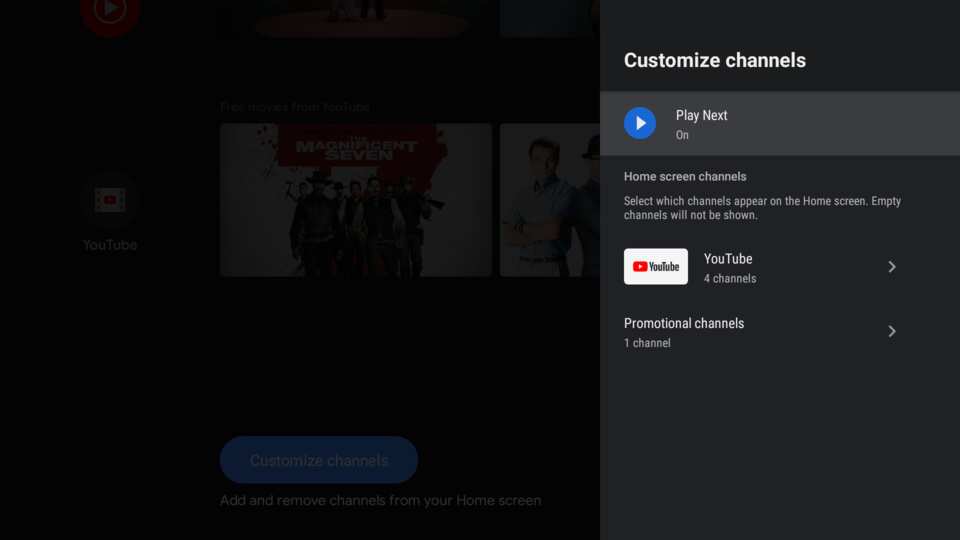 Free movies from YouTube
THE
MAGNIFICENT
SEVEN
YouTube
Customize channels
Add and remove channels from your Home screen
Customize channels
Play Next
On
Home screen channels
Select which channels appear on the Home screen. Empty
channels will not be shown.
YouTube
YouTube
4 channels
Promotional channels
1 channel